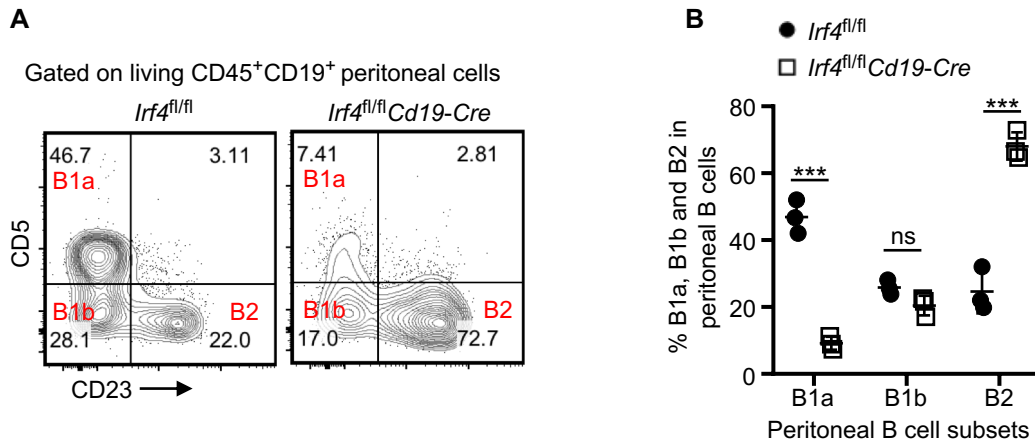 A
Gated on living CD45⁺CD19⁺ peritoneal cells
Irf4ᶠˡ/ᶠˡ
Irf4ᶠˡ/ᶠˡCd19-Cre
46.7
3.11
B1a
B1b
B2
28.1
22.0
7.41
2.81
B1a
B1b
B2
17.0
72.7
CD5
CD23
B
Irf4ᶠˡ/ᶠˡ
Irf4ᶠˡ/ᶠˡCd19-Cre
% B1a, B1b and B2 in
peritoneal B cells
80
60
40
20
0
***
ns
***
B1a
B1b
B2
Peritoneal B cell subsets